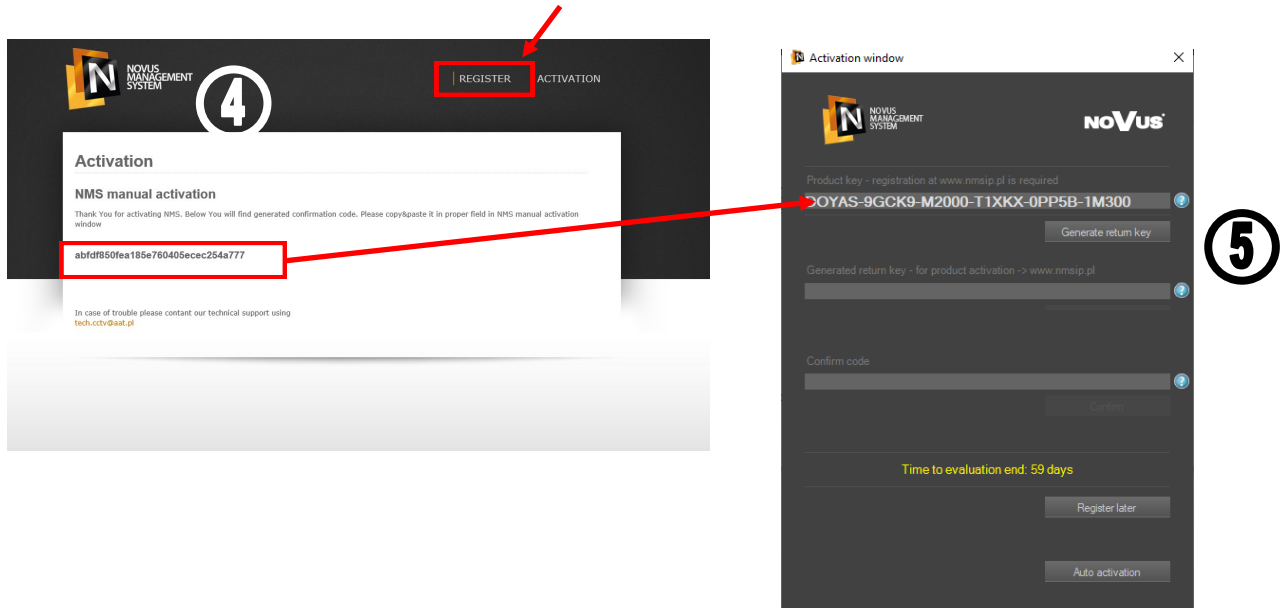 NOVUS
MANAGEMENT
SYSTEM
REGISTER
ACTIVATION
4
Activation
NMS manual activation
Thank You for activating NMS. Below You will find generated confirmation code. Please copy&paste it in proper field in NMS manual activation
window
abfdf850fea185e760405ecec254a777
In case of trouble please contant our technical support using
tech.cctv@aat.pl
Activation window
NOVUS
MANAGEMENT
SYSTEM
NOVUS
Product key - registration at www.nmsip.pl is required
OOYAS-9GCK9-M2000-T1XKX-0PP5B-1M300
Generate return key
5
Generated return key - for product activation -> www.nmsip.pl
Confirm code
Confirm
Time to evaluation end: 59 days
Register later
Auto activation